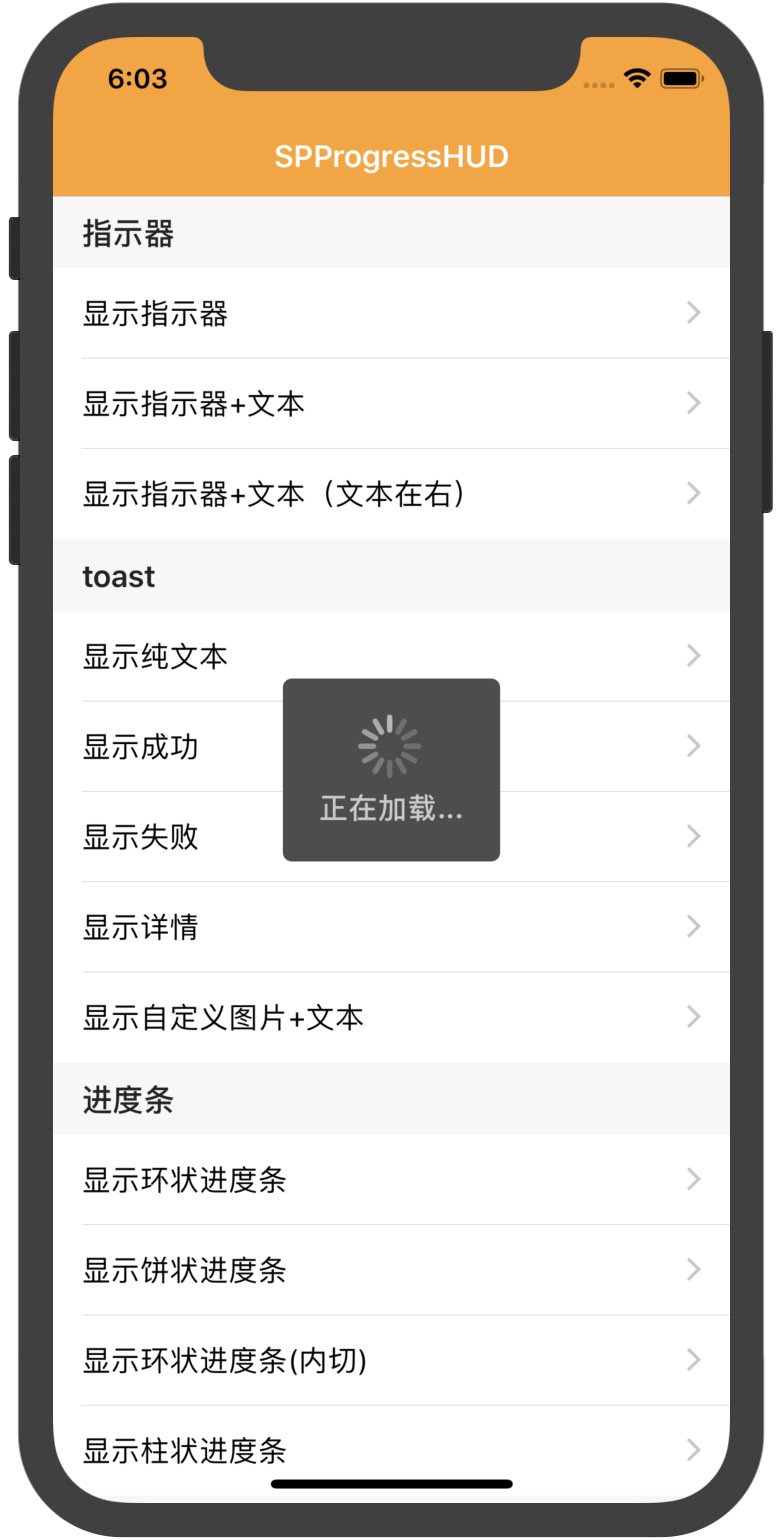 6:03
SPProgressHUD
指示器
显示指示器
显示指示器+文本
显示指示器+文本（文本在右）
toast
显示纯文本
显示成功
正在加载...
显示失败
显示详情
显示自定义图片+文本
进度条
显示环状进度条
显示饼状进度条
显示环状进度条(内切)
显示柱状进度条